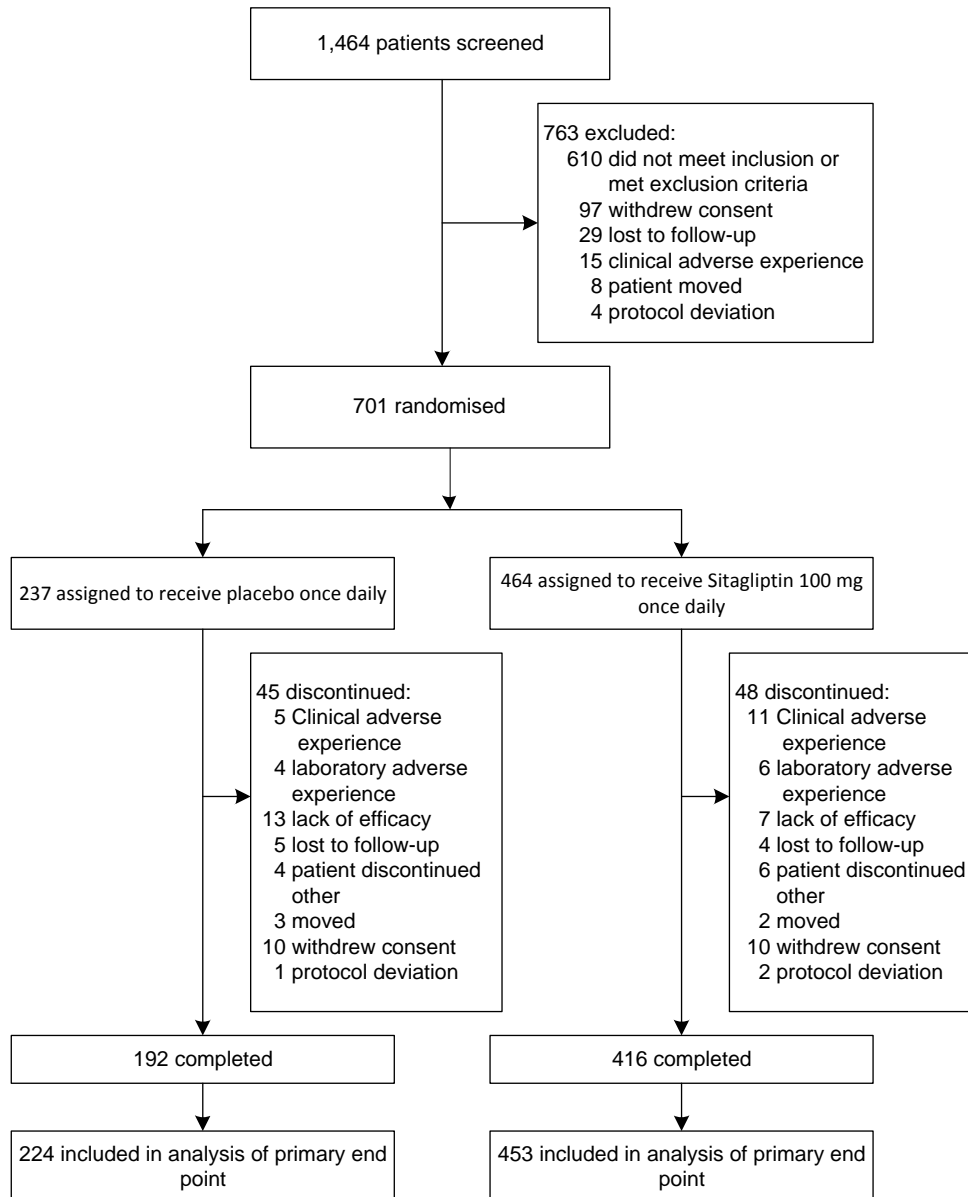 1,464 patients screened
763 excluded:
610 did not meet inclusion or
met exclusion criteria
97 withdrew consent
29 lost to follow-up
15 clinical adverse experience
8 patient moved
4 protocol deviation
701 randomised
237 assigned to receive placebo once daily
464 assigned to receive Sitagliptin 100 mg
once daily
45 discontinued:
5 Clinical adverse
experience
4 laboratory adverse
experience
13 lack of efficacy
5 lost to follow-up
4 patient discontinued
other
3 moved
10 withdrew consent
1 protocol deviation
48 discontinued:
11 Clinical adverse
experience
6 laboratory adverse
experience
7 lack of efficacy
4 lost to follow-up
6 patient discontinued
other
2 moved
10 withdrew consent
2 protocol deviation
192 completed
416 completed
224 included in analysis of primary end
point
453 included in analysis of primary end
point